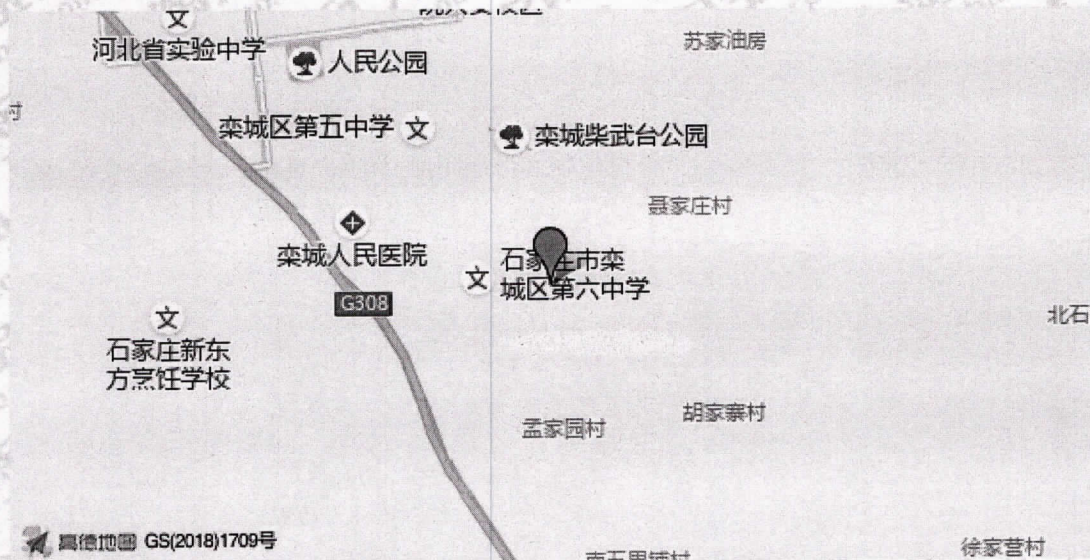 苏家油房
河北省实验中学
人民公园
村
栾城区第五中学
文
栾城柴武台公园
聂家庄村
栾城人民医院
文
石家庄市栾
城区第六中学
G308
文
北石
石家庄新东
方烹饪学校
胡家寨村
孟家园村
高德地图 GS(2018)1709号
徐家营村